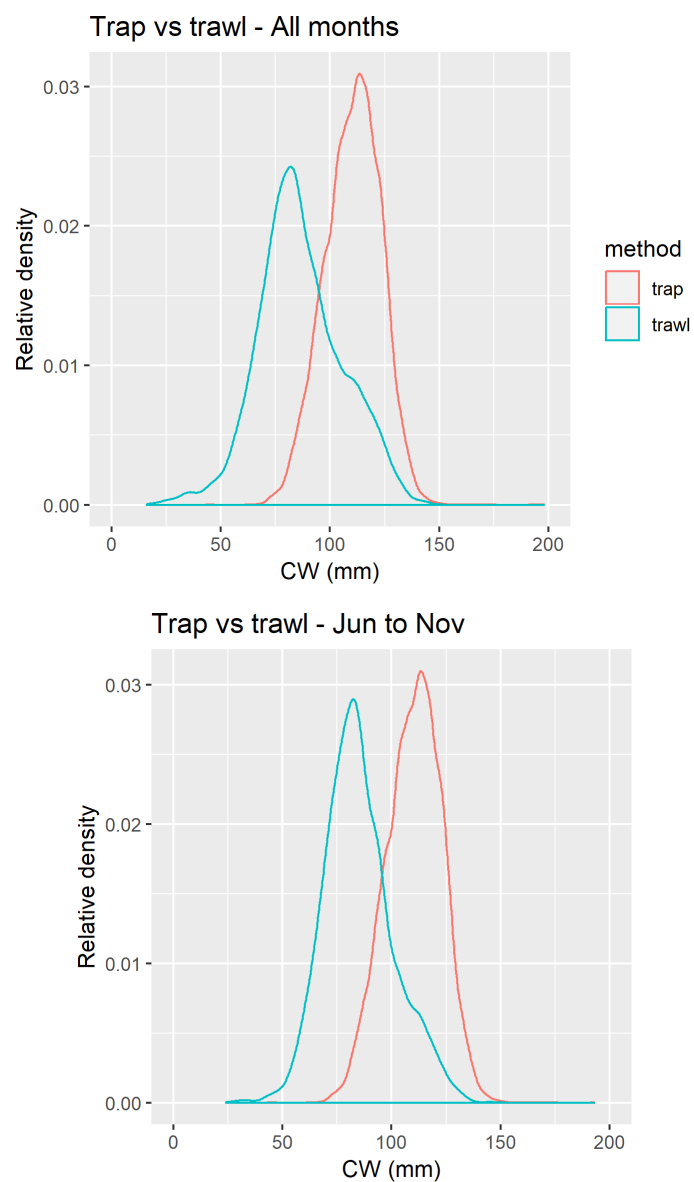 Trap vs trawl - All months
0.03
0.02
0.01
0.00
Relative density
0
50
100
150
200
CW (mm)
method
trap
trawl
Trap vs trawl - Jun to Nov
0.03
0.02
0.01
0.00
Relative density
0
50
100
150
200
CW (mm)